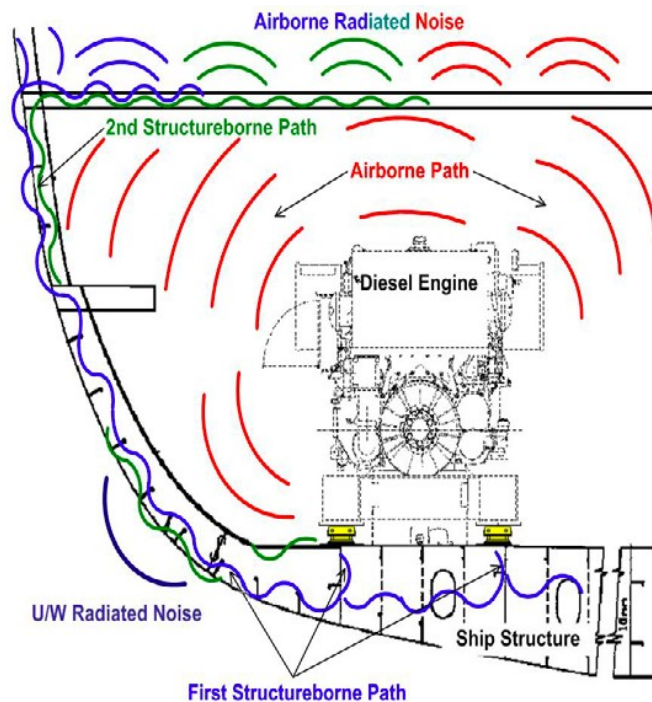 Airborne Radiated Noise
2nd Structureborne Path
Airborne Path
Diesel Engine
U/W Radiated Noise
Ship Structure
First Structureborne Path